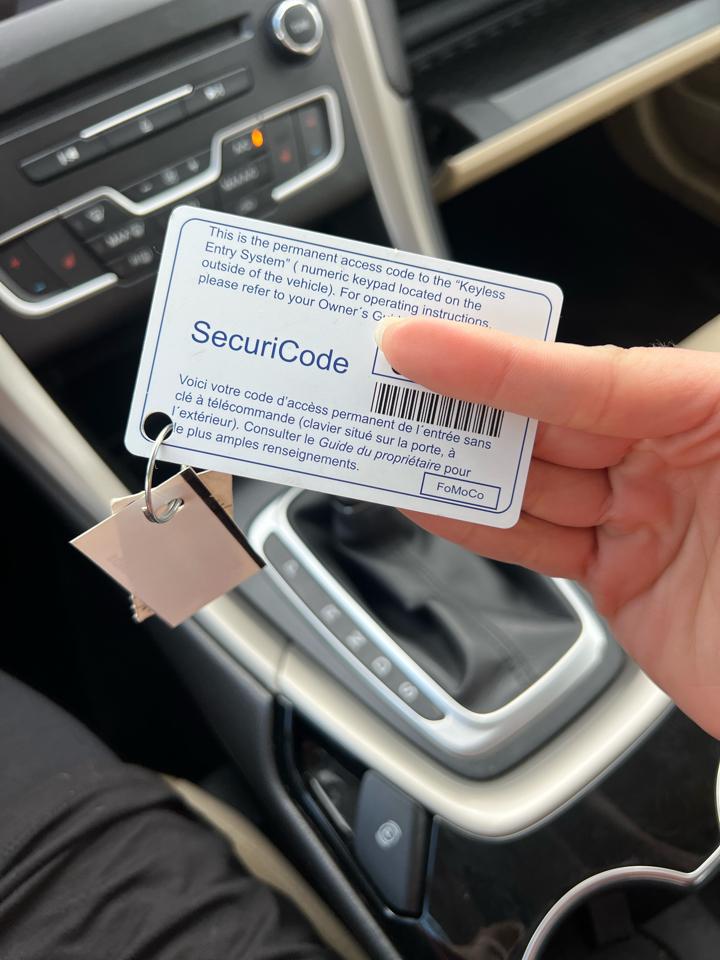 This is the permanent access code to the “Keyless
Entry System” ( numeric keypad located on the
outside of the vehicle). For operating instructions,
please refer to your Owner´s
SecuriCode
Voici votre code d´accèss permanent de l´entrée sans
clé à télécommande (clavier situé sur la porte, à
l´extérieur). Consulter le Guide du propriétaire pour
de plus amples renseignements.
FoMoCo
P
R
N
D
S